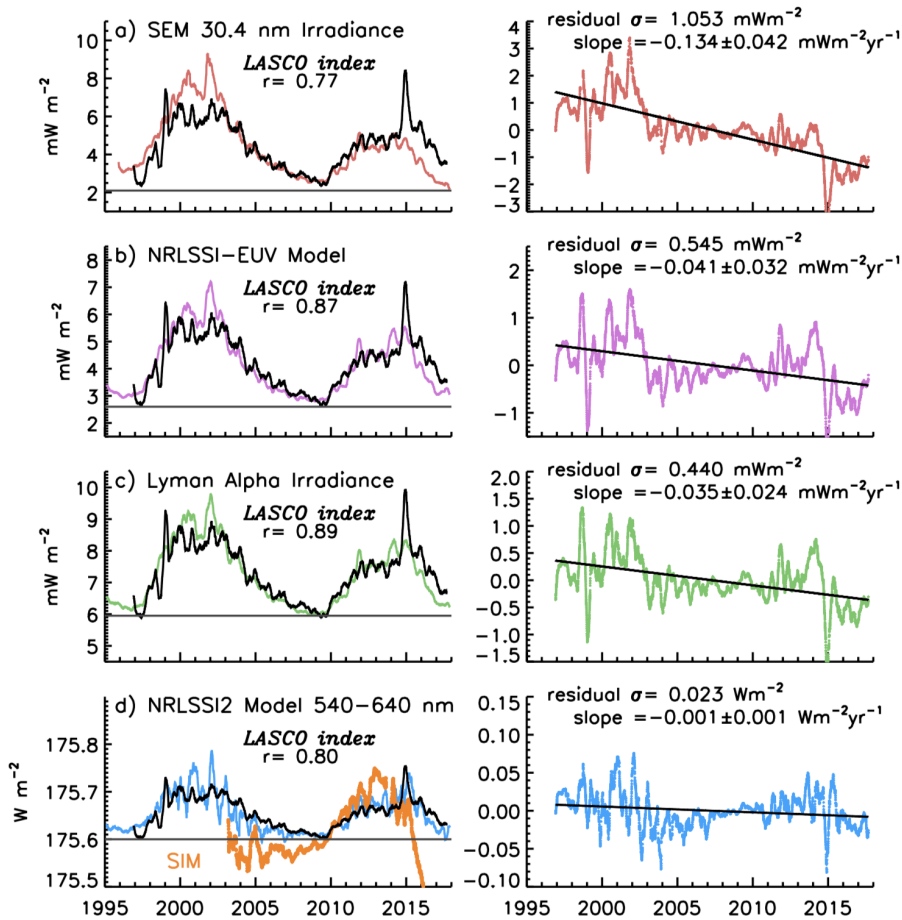 a) SEM 30.4 nm Irradiance
LASCO index
r= 0.77
mW m⁻²
10
8
6
4
2
residual σ= 1.053 mWm⁻²
slope =−0.134±0.042 mWm⁻²yr⁻¹
4
3
2
1
0
−1
−2
−3
b) NRLSSI−EUV Model
LASCO index
r= 0.87
mW m⁻²
8
7
6
5
4
3
2
residual σ= 0.545 mWm⁻²
slope =−0.041±0.032 mWm⁻²yr⁻¹
2
1
0
−1
c) Lyman Alpha Irradiance
LASCO index
r= 0.89
mW m⁻²
10
9
8
7
6
5
residual σ= 0.440 mWm⁻²
slope =−0.035±0.024 mWm⁻²yr⁻¹
2.0
1.5
1.0
0.5
0.0
−0.5
−1.0
−1.5
d) NRLSSI2 Model 540−640 nm
LASCO index
r= 0.80
W m⁻²
175.8
175.7
175.6
175.5
SIM
1995 2000 2005 2010 2015
residual σ= 0.023 Wm⁻²
slope =−0.001±0.001 Wm⁻²yr⁻¹
0.15
0.10
0.05
0.00
−0.05
−0.10
1995 2000 2005 2010 2015